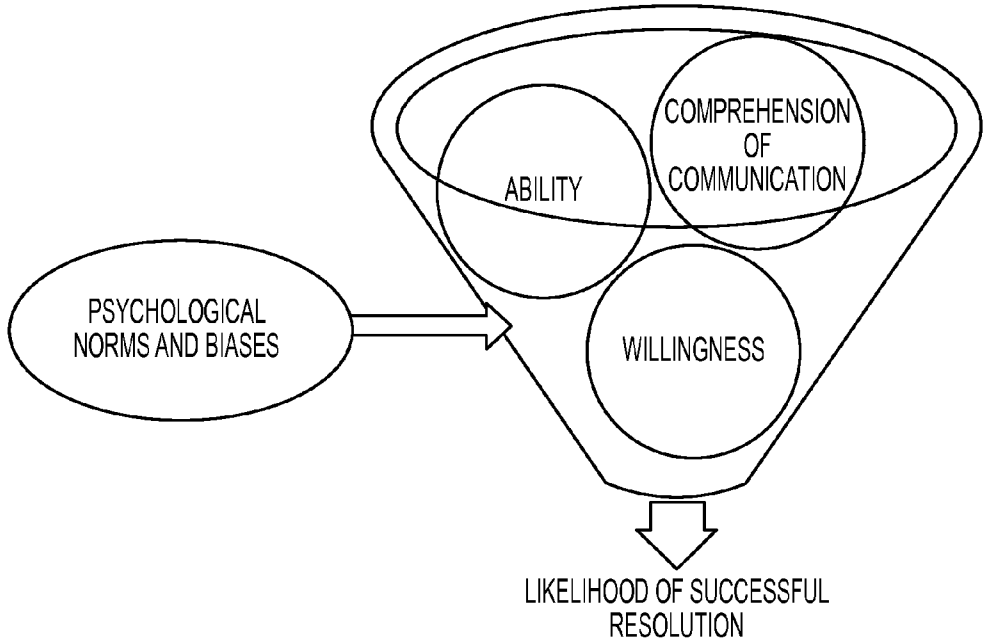 COMPREHENSION
OF
COMMUNICATION
ABILITY
PSYCHOLOGICAL
NORMS AND BIASES
WILLINGNESS
LIKELIHOOD OF SUCCESSFUL
RESOLUTION